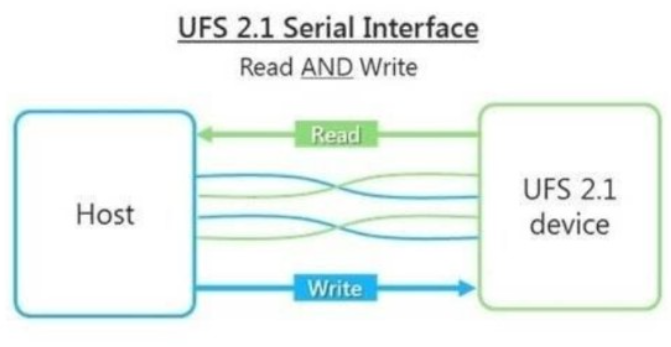 UFS 2.1 Serial Interface
Read AND Write
Read
Host
UFS 2.1
device
Write